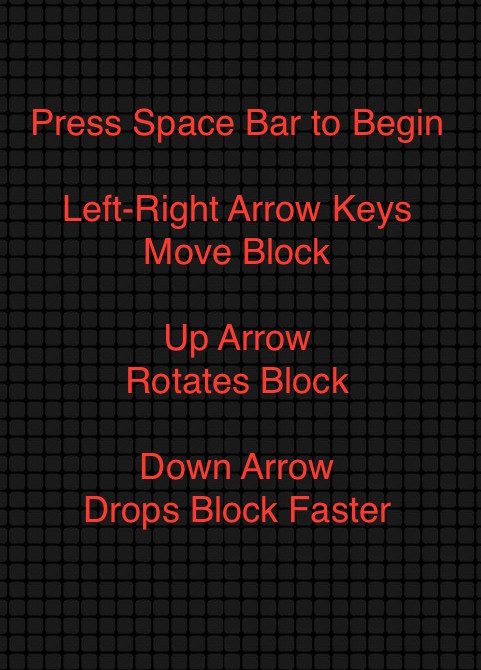 Press Space Bar to Begin
Left-Right Arrow Keys
Move Block
Up Arrow
Rotates Block
Down Arrow
Drops Block Faster